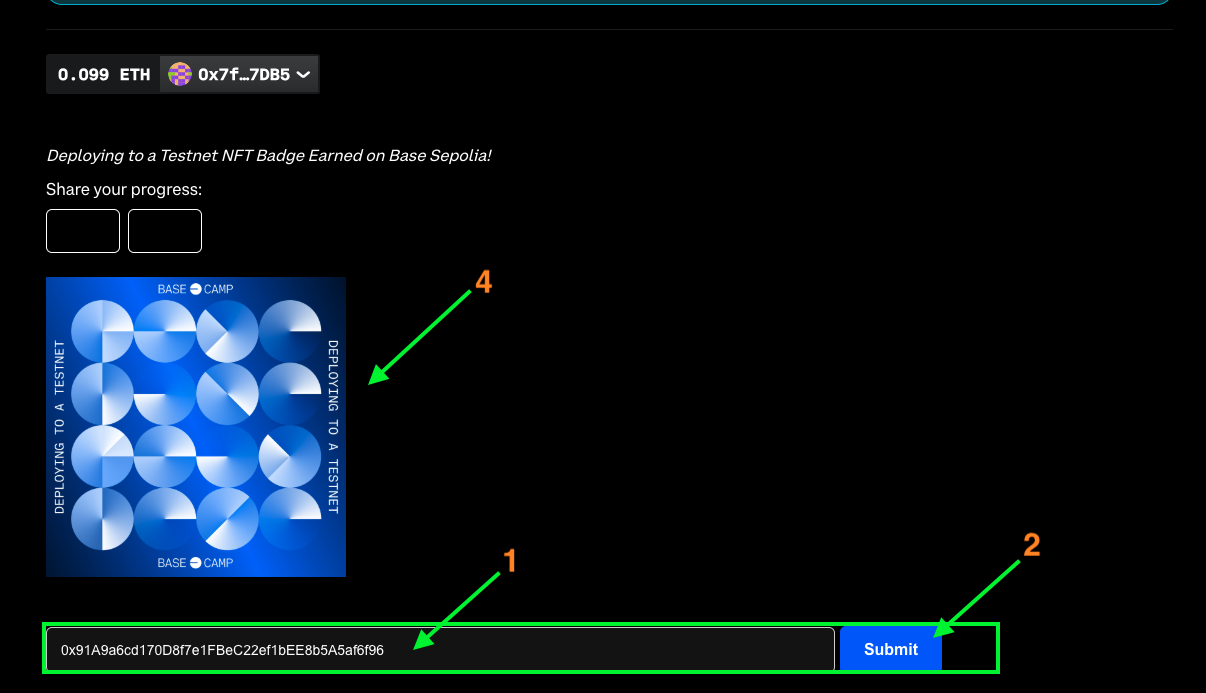 0.099 ETH 0x7f…7DB5
Deploying to a Testnet NFT Badge Earned on Base Sepolia!
Share your progress:
4
BASE CAMP
DEPLOYING TO A TESTNET
DEPLOYING TO A TESTNET
BASE CAMP
1
2
0x91A9a6cd170D8f7e1FBeC22ef1bEE8b5A5af6f96
Submit